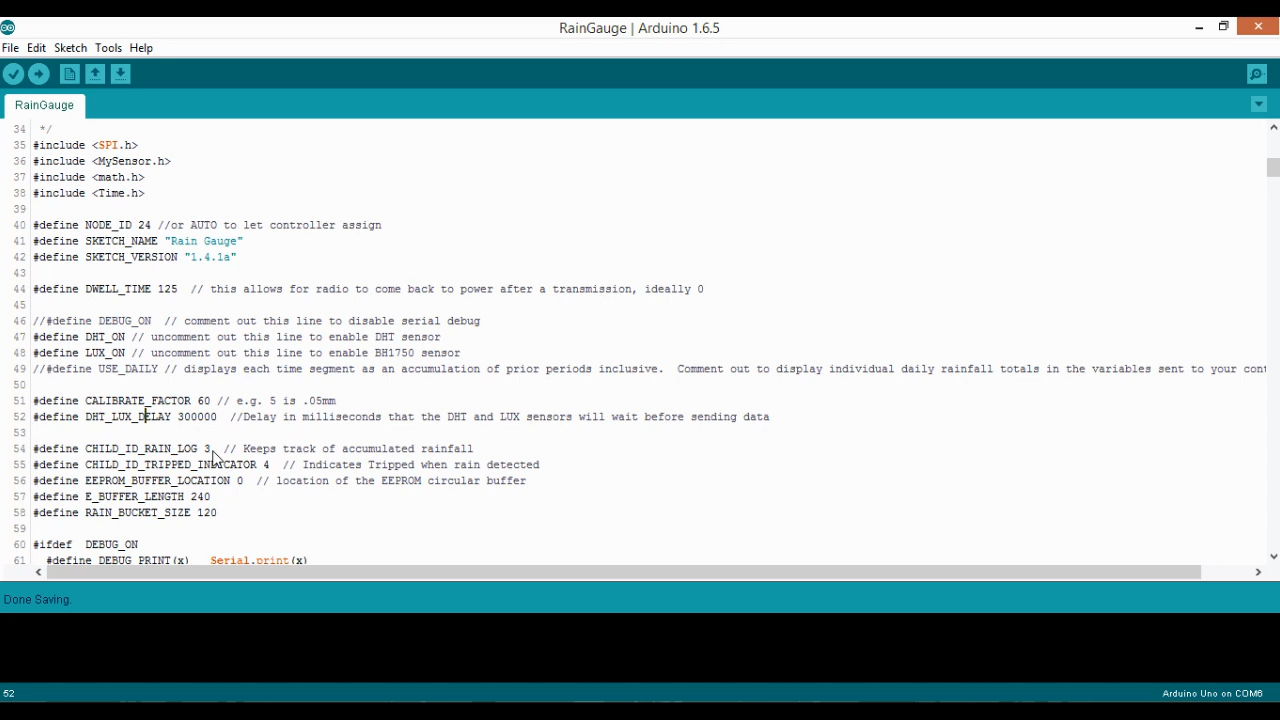 RainGauge | Arduino 1.6.5
File Edit Sketch Tools Help
RainGauge
34 */
35 #include <SPI.h>
36 #include <MySensor.h>
37 #include <math.h>
38 #include <Time.h>
39
40 #define NODE_ID 24 //or AUTO to let controller assign
41 #define SKETCH_NAME "Rain Gauge"
42 #define SKETCH_VERSION "1.4.1a"
43
44 #define DWELL_TIME 125 // this allows for radio to come back to power after a transmission, ideally 0
45
46 //#define DEBUG_ON // comment out this line to disable serial debug
47 #define DHT_ON // uncomment out this line to enable DHT sensor
48 #define LUX_ON // uncomment out this line to enable BH1750 sensor
49 //#define USE_DAILY // displays each time segment as an accumulation of prior periods inclusive. Comment out to display individual daily rainfall totals in the variables sent to your cont
50
51 #define CALIBRATE_FACTOR 60 // e.g. 5 is .05mm
52 #define DHT_LUX_DELAY 300000 //Delay in milliseconds that the DHT and LUX sensors will wait before sending data
53
54 #define CHILD_ID_RAIN_LOG 3 // Keeps track of accumulated rainfall
55 #define CHILD_ID_TRIPPED_INDICATOR 4 // Indicates Tripped when rain detected
56 #define EEPROM_BUFFER_LOCATION 0 // location of the EEPROM circular buffer
57 #define E_BUFFER_LENGTH 240
58 #define RAIN_BUCKET_SIZE 120
59
60 #ifdef DEBUG_ON
61 #define DEBUG_PRINT(x) Serial.print(x)
Done Saving.
52 Arduino Uno on COM6